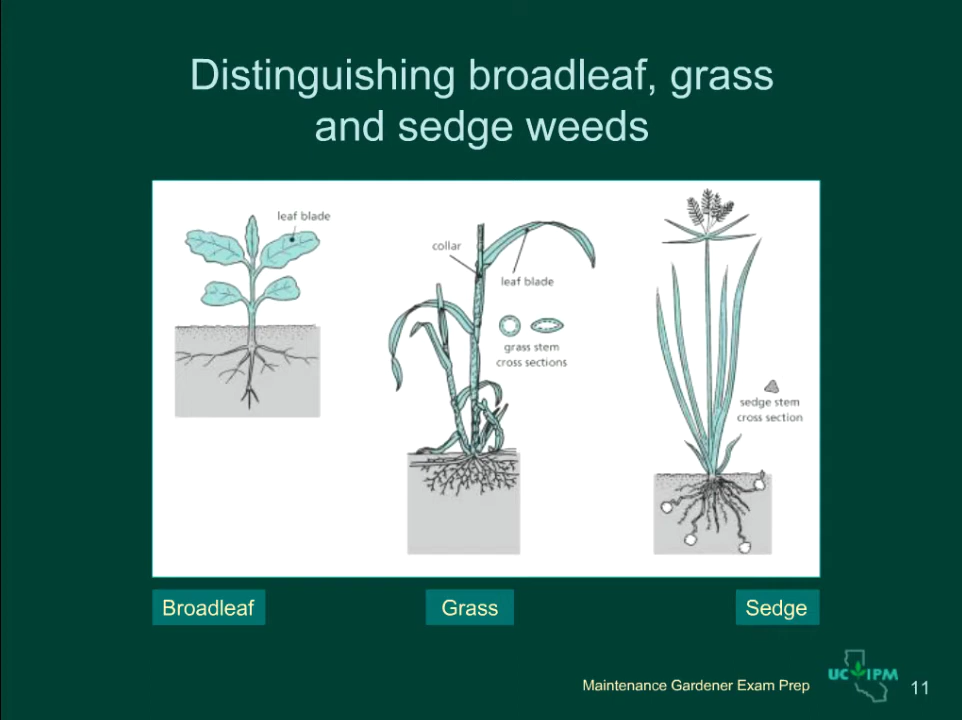 Distinguishing broadleaf, grass
and sedge weeds
leaf blade
collar
leaf blade
grass stem
cross sections
sedge stem
cross section
Broadleaf
Grass
Sedge
Maintenance Gardener Exam Prep
UC IPM
11